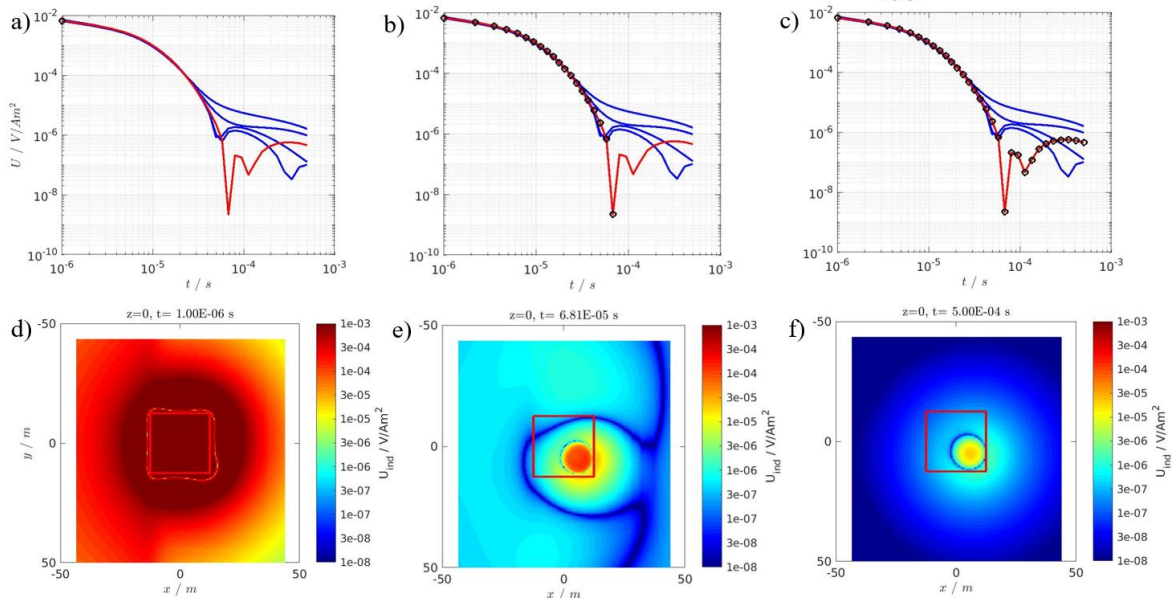 a)
10^-2
10^-4
10^-6
10^-8
10^-10
U / V/Am^2
10^-6 10^-5 10^-4 10^-3
t / s
b)
10^-2
10^-4
10^-6
10^-8
10^-10
10^-6 10^-5 10^-4 10^-3
t / s
c)
10^-2
10^-4
10^-6
10^-8
10^-10
10^-6 10^-5 10^-4 10^-3
t / s
d)
z=0, t= 1.00E-06 s
-50
0
50
y / m
-50 0 50
x / m
1e-03
3e-04
1e-04
3e-05
1e-05
3e-06
1e-06
3e-07
1e-07
3e-08
1e-08
U_ind / V/Am^2
e)
z=0, t= 6.81E-05 s
-50
0
50
-50 0 50
x / m
1e-03
3e-04
1e-04
3e-05
1e-05
3e-06
1e-06
3e-07
1e-07
3e-08
1e-08
U_ind / V/Am^2
f)
z=0, t= 5.00E-04 s
-50
0
50
-50 0 50
x / m
1e-03
3e-04
1e-04
3e-05
1e-05
3e-06
1e-06
3e-07
1e-07
3e-08
1e-08
U_ind / V/Am^2